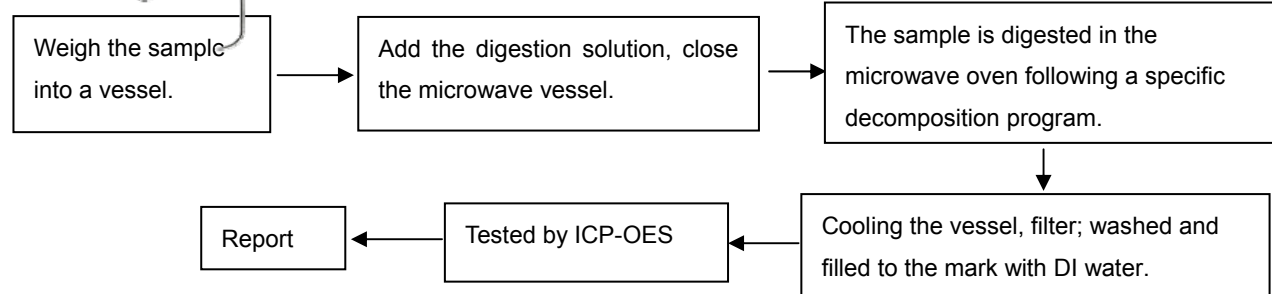 Weigh the sample
into a vessel.
Add the digestion solution, close
the microwave vessel.
The sample is digested in the
microwave oven following a specific
decomposition program.
Cooling the vessel, filter; washed and
filled to the mark with DI water.
Tested by ICP-OES
Report